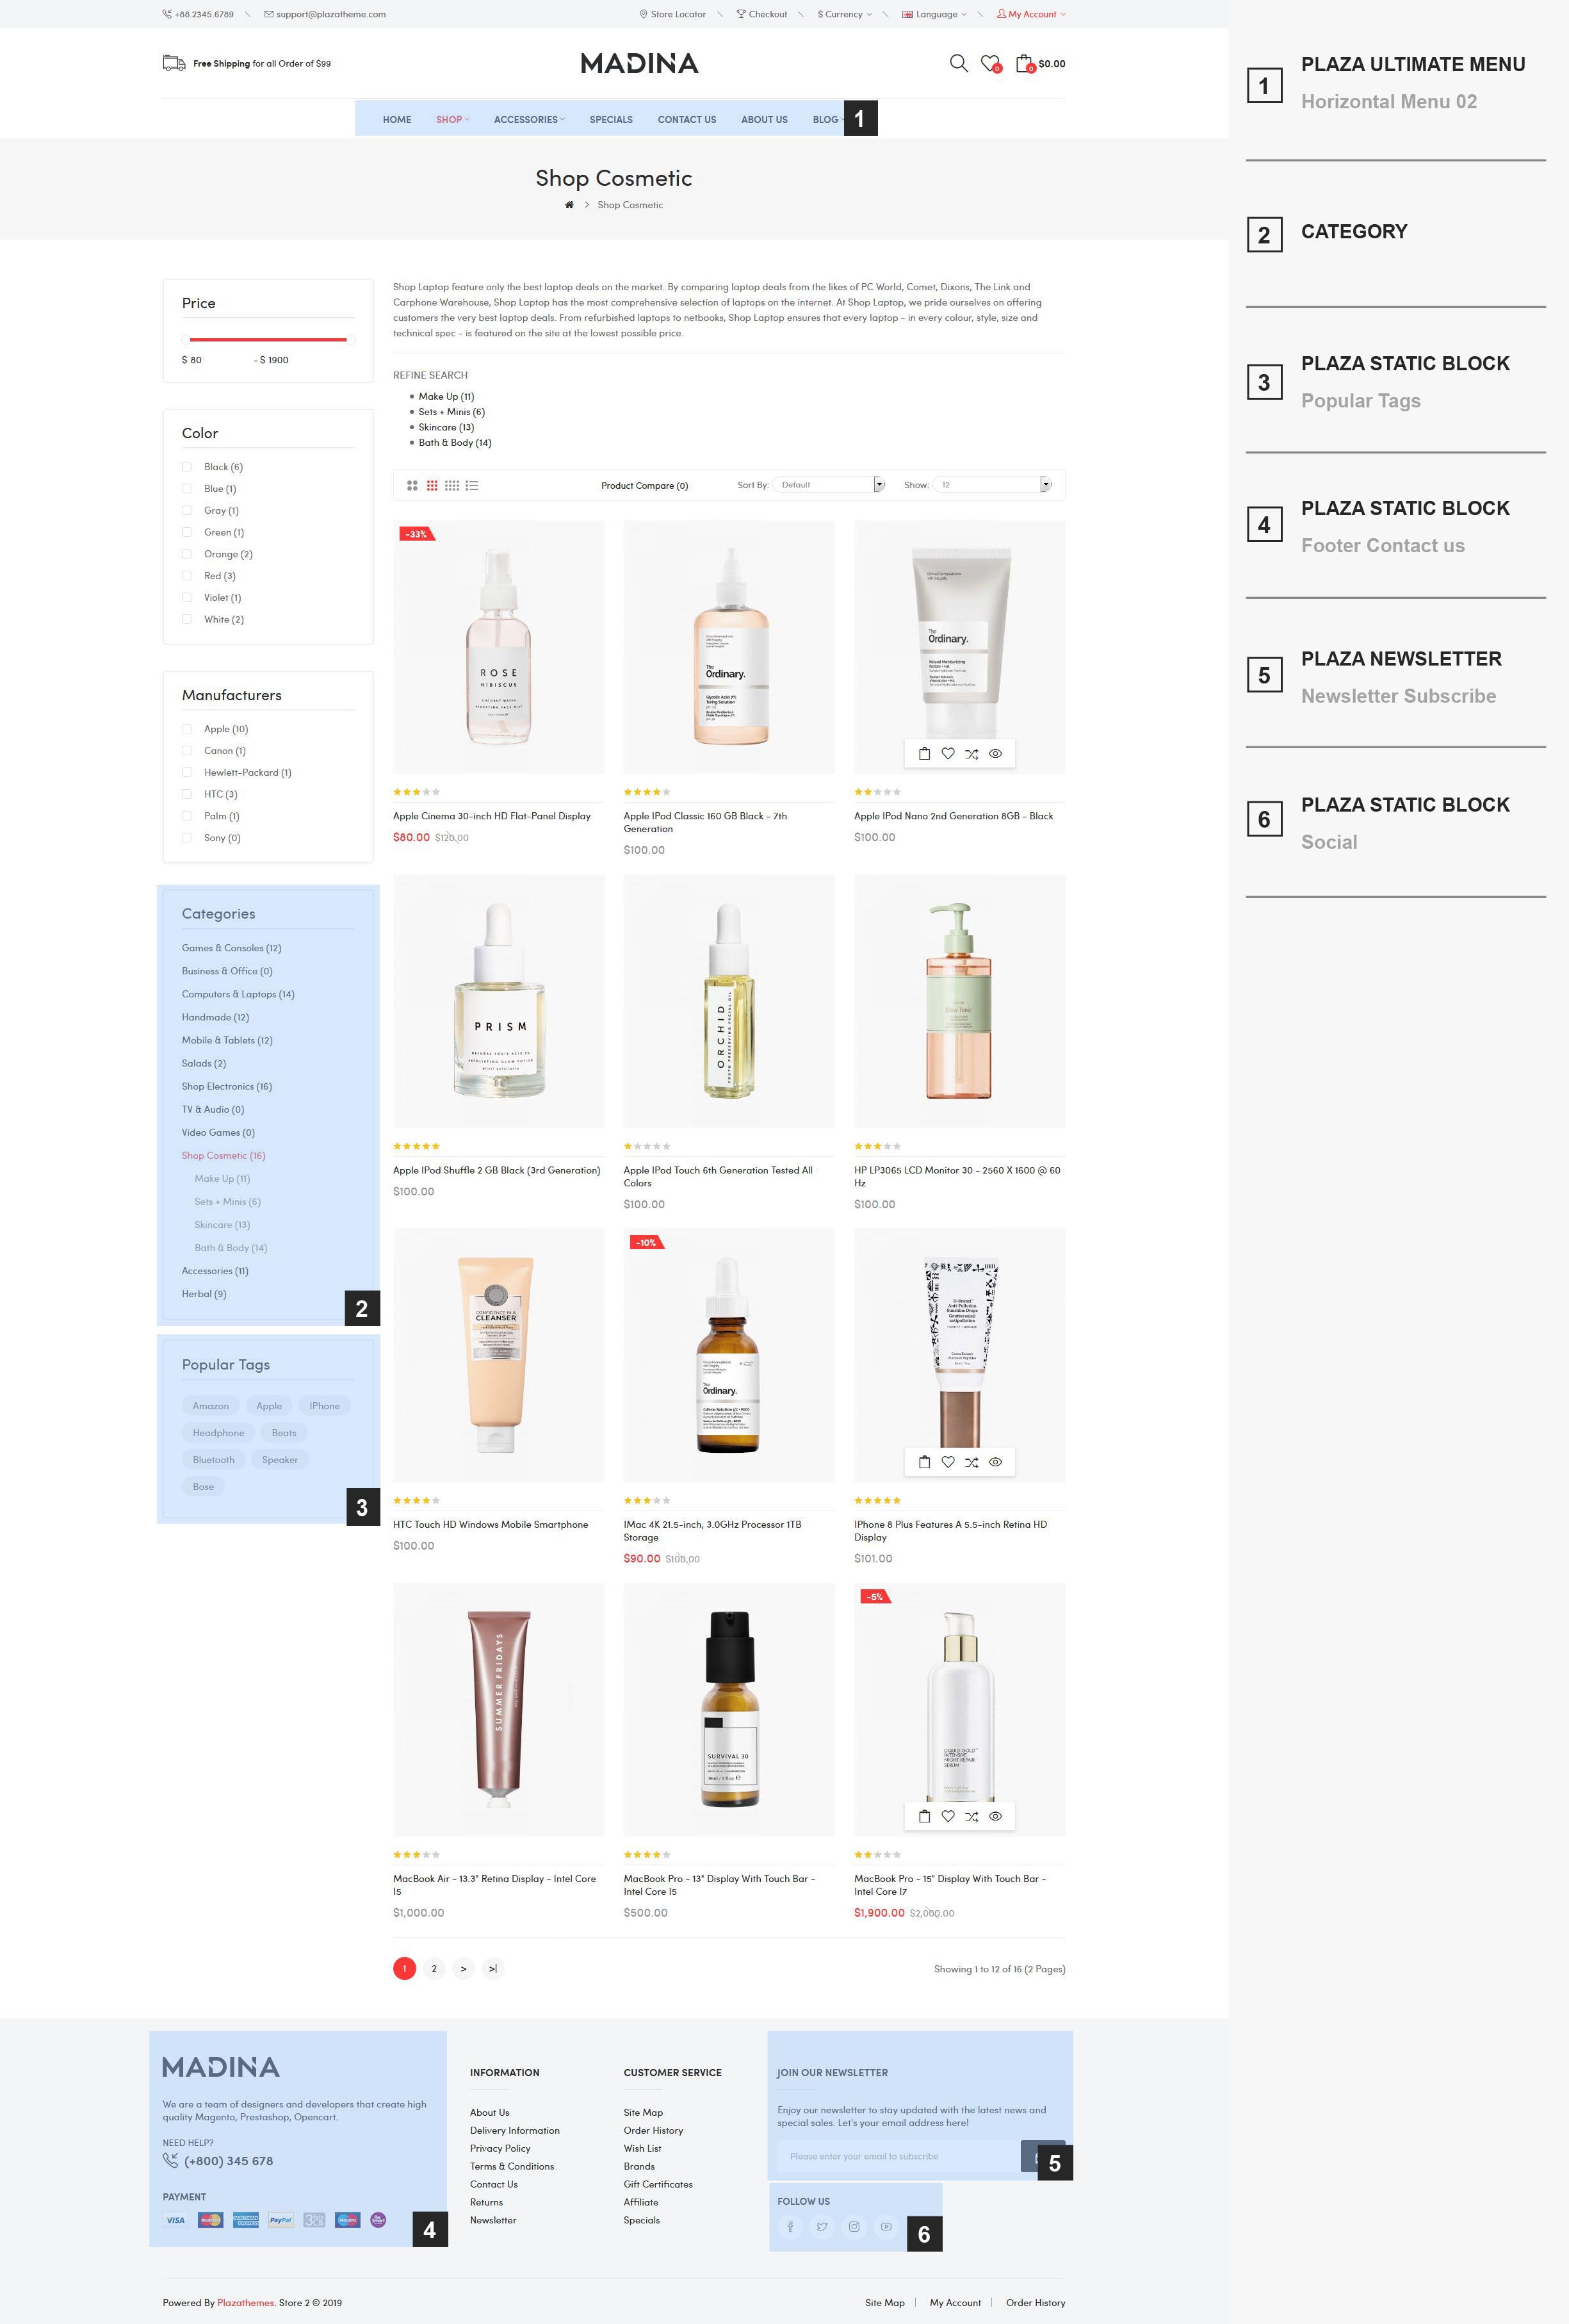 +88.2345.6789
support@plazatheme.com
Store Locator
Checkout
$ Currency
Language
My Account
Free Shipping for all Order of $99
MADINA
0
0
$0.00
HOME
SHOP
ACCESSORIES
SPECIALS
CONTACT US
ABOUT US
BLOG
1
Shop Cosmetic
> Shop Cosmetic
Price
$ 80
- $ 1900
Color
Black (6)
Blue (1)
Gray (1)
Green (1)
Orange (2)
Red (3)
Violet (1)
White (2)
Manufacturers
Apple (10)
Canon (1)
Hewlett-Packard (1)
HTC (3)
Palm (1)
Sony (0)
Categories
Games & Consoles (12)
Business & Office (0)
Computers & Laptops (14)
Handmade (12)
Mobile & Tablets (12)
Salads (2)
Shop Electronics (16)
TV & Audio (0)
Video Games (0)
Shop Cosmetic (16)
Make Up (11)
Sets + Minis (6)
Skincare (13)
Bath & Body (14)
Accessories (11)
Herbal (9)
2
Popular Tags
Amazon
Apple
IPhone
Headphone
Beats
Bluetooth
Speaker
Bose
3
Shop Laptop feature only the best laptop deals on the market. By comparing laptop deals from the likes of PC World, Comet, Dixons, The Link and
Carphone Warehouse, Shop Laptop has the most comprehensive selection of laptops on the internet. At Shop Laptop, we pride ourselves on offering
customers the very best laptop deals. From refurbished laptops to netbooks, Shop Laptop ensures that every laptop - in every colour, style, size and
technical spec - is featured on the site at the lowest possible price.
REFINE SEARCH
Make Up (11)
Sets + Minis (6)
Skincare (13)
Bath & Body (14)
Product Compare (0)
Sort By:
Default
Show:
12
-33%
ROSE
HIBISCUS
Apple Cinema 30-inch HD Flat-Panel Display
$80.00 $120.00
The
Ordinary.
Glycolic Acid 7%
Toning Solution
Apple IPod Classic 160 GB Black - 7th
Generation
$100.00
The
Ordinary.
Apple IPod Nano 2nd Generation 8GB - Black
$100.00
PRISM
Apple IPod Shuffle 2 GB Black (3rd Generation)
$100.00
ORCHID
Apple IPod Touch 6th Generation Tested All
Colors
$100.00
HP LP3065 LCD Monitor 30 - 2560 X 1600 @ 60
Hz
$100.00
CONFIDENCE IN A
CLEANSER
HTC Touch HD Windows Mobile Smartphone
$100.00
-10%
The
Ordinary.
IMac 4K 21.5-inch, 3.0GHz Processor 1TB
Storage
$90.00 $100.00
IPhone 8 Plus Features A 5.5-inch Retina HD
Display
$101.00
SUMMER FRIDAYS
MacBook Air - 13.3" Retina Display - Intel Core
I5
$1,000.00
SURVIVAL 30
MacBook Pro - 13" Display With Touch Bar -
Intel Core I5
$500.00
-5%
LIQUID GOLD
INTENSIVE
NIGHT REPAIR
SERUM
MacBook Pro - 15" Display With Touch Bar -
Intel Core I7
$1,900.00 $2,000.00
1
2
>
>|
Showing 1 to 12 of 16 (2 Pages)
MADINA
We are a team of designers and developers that create high
quality Magento, Prestashop, Opencart.
NEED HELP?
(+800) 345 678
PAYMENT
VISA
PayPal
4
INFORMATION
About Us
Delivery Information
Privacy Policy
Terms & Conditions
Contact Us
Returns
Newsletter
CUSTOMER SERVICE
Site Map
Order History
Wish List
Brands
Gift Certificates
Affiliate
Specials
JOIN OUR NEWSLETTER
Enjoy our newsletter to stay updated with the latest news and
special sales. Let's your email address here!
Please enter your email to subscribe
5
FOLLOW US
6
Powered By Plazathemes. Store 2 © 2019
Site Map
My Account
Order History
1
PLAZA ULTIMATE MENU
Horizontal Menu 02
2
CATEGORY
3
PLAZA STATIC BLOCK
Popular Tags
4
PLAZA STATIC BLOCK
Footer Contact us
5
PLAZA NEWSLETTER
Newsletter Subscribe
6
PLAZA STATIC BLOCK
Social